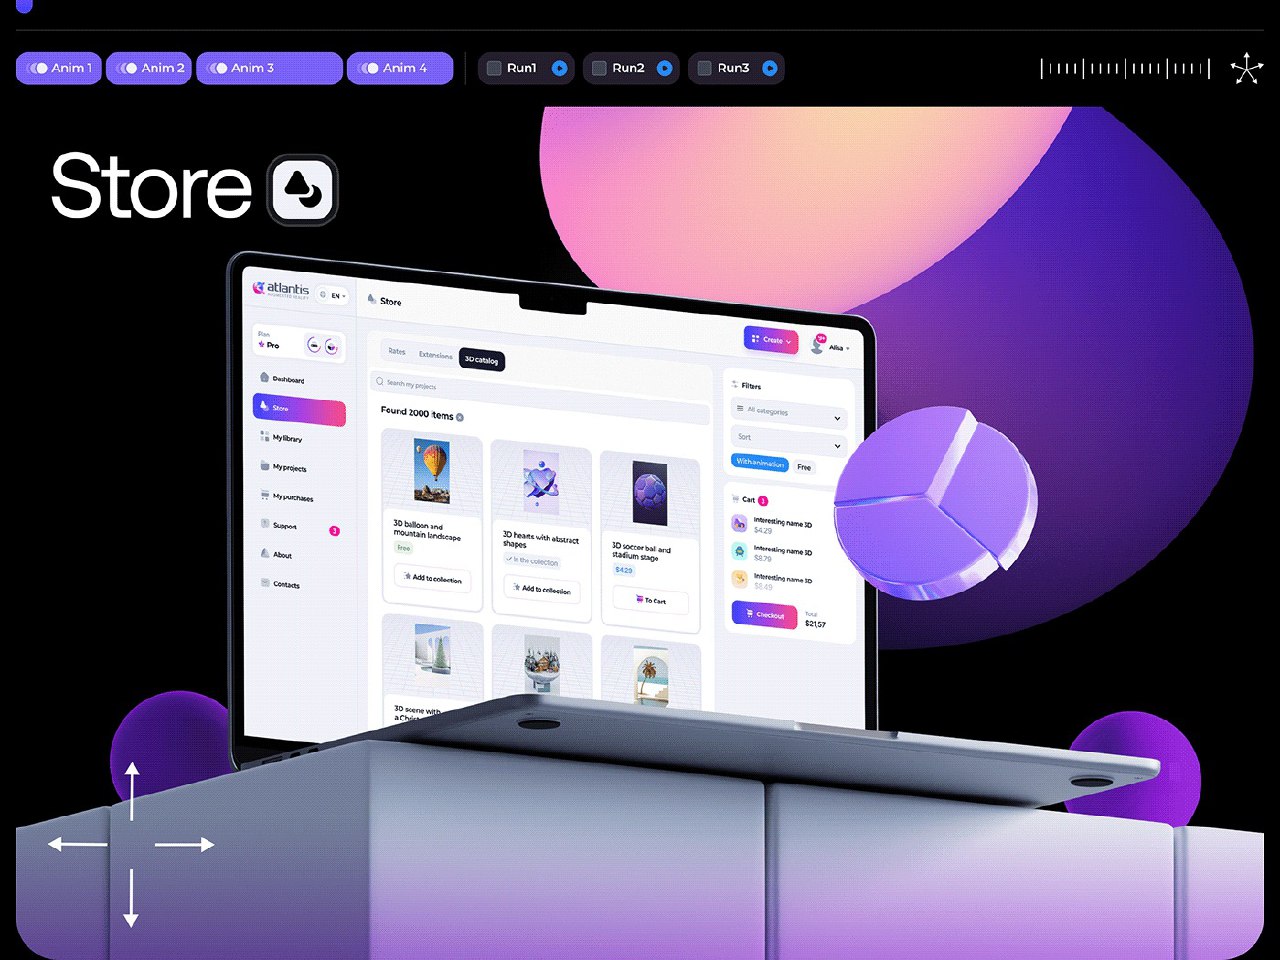 Anim 1
Anim 2
Anim 3
Anim 4
Run1
Run2
Run3
Store
atlantis
EN
Store
Create
Alisa
Plan
Pro
Rates
Extensions
3D catalog
Search my projects
Found 2000 items
Dashboard
Store
My library
My projects
My purchases
Support
3
About
Contacts
3D balloon and
mountain landscape
Free
Add to collection
3D hearts with abstract
shapes
In the collection
Add to collection
3D soccer ball and
stadium stage
$4.29
To Cart
3D scene with
a Christ
Filters
All categories
Sort
With animation
Free
Cart
3
Interesting name 3D
$4.29
Interesting name 3D
$8.79
Interesting name 3D
$8.49
Checkout
Total
$21,57